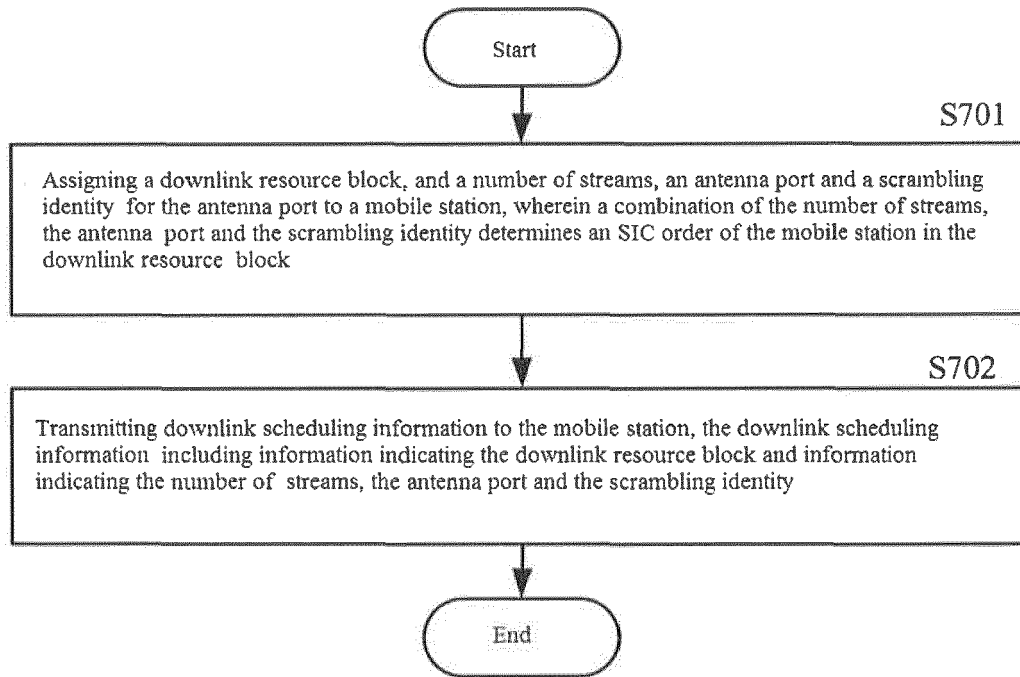 Start
S701
Assigning a downlink resource block, and a number of streams, an antenna port and a scrambling
identity for the antenna port to a mobile station, wherein a combination of the number of streams,
the antenna port and the scrambling identity determines an SIC order of the mobile station in the
downlink resource block
S702
Transmitting downlink scheduling information to the mobile station, the downlink scheduling
information including information indicating the downlink resource block and information
indicating the number of streams, the antenna port and the scrambling identity
End